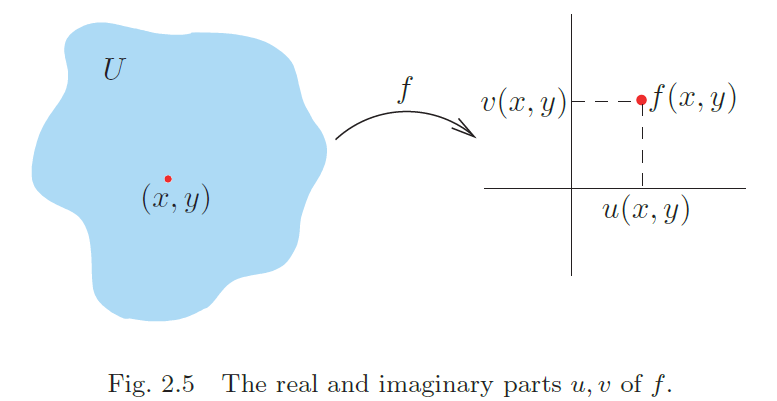 U
(x, y)
f
v(x, y)
f(x, y)
u(x, y)
Fig. 2.5 The real and imaginary parts u, v of f.